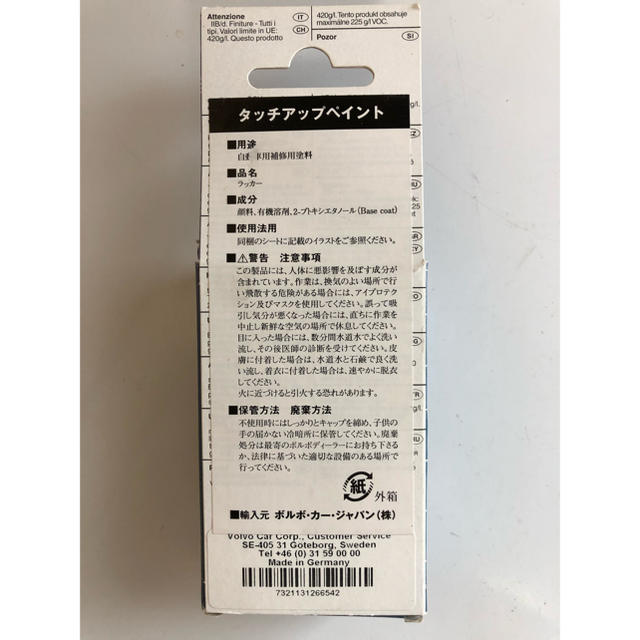 Attenzione
IIB/d. Finiture - Tutti i
tipi. Valori limite in UE:
420g/l. Questo prodotto
IT
CH
420g/l. Tento produkt obsahuje
maximálne 225 g/l VOC.
Pozor
SI
タッチアップペイント
■用途
用補修用塗料
■品名
ラッカー
■成分
顔料、有機溶剤、2-ブトキシエタノール(Base coat)
■使用法用
同梱のシートに記載のイラストをご参照ください。
■⚠警告 注意事項
この製品には、人体に悪影響を及ぼす成分が
含まれています。作業は、換気のよい場所で行
い飛散する危険がある場合には、アイプロテク
ション及びマスクを使用してください。誤って吸
引し気分が悪くなった場合には、直ちに作業を
中止し新鮮な空気の場所で休息してください。
目に入った場合には、数分間水道水でよく洗い
流し、その後医師の診断を受けてください。皮
膚に付着した場合は、水道水と石鹸で良く洗
い流し、着衣に付着した場合は、速やかに脱衣
してください。
火に近づけると引火する恐れがあります。
■保管方法 廃棄方法
不使用時にはしっかりとキャップを締め、子供の
手の届かない冷暗所に保管してください。廃棄
処分は最寄のボルボディーラーにお持ち下さる
か、法律に基づいた適切な設備のある場所で
行ってください。
紙
外箱
■輸入元 ボルボ・カー・ジャパン(株)
Volvo Car Corp., Customer Service
SE-405 31 Goteborg, Sweden
Tel +46 (0) 31 59 00 00
Made in Germany
7321131266542